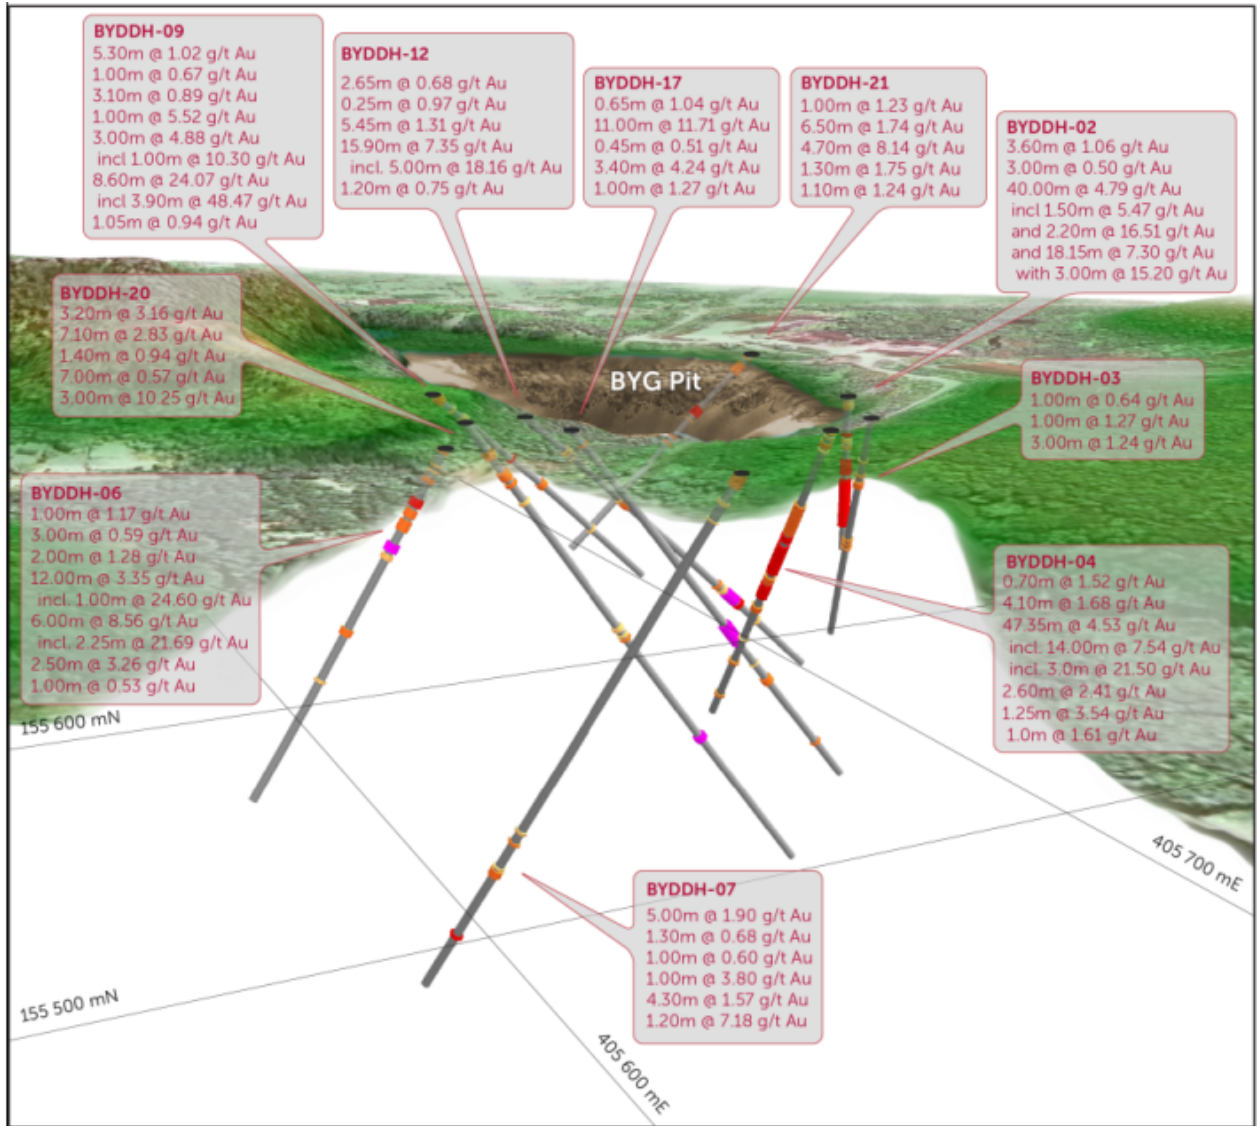 BYDDH-09
5.30m @ 1.02 g/t Au
1.00m @ 0.67 g/t Au
3.10m @ 0.89 g/t Au
1.00m @ 5.52 g/t Au
3.00m @ 4.88 g/t Au
incl 1.00m @ 10.30 g/t Au
8.60m @ 24.07 g/t Au
incl 3.90m @ 48.47 g/t Au
1.05m @ 0.94 g/t Au
BYDDH-12
2.65m @ 0.68 g/t Au
0.25m @ 0.97 g/t Au
5.45m @ 1.31 g/t Au
15.90m @ 7.35 g/t Au
incl. 5.00m @ 18.16 g/t Au
1.20m @ 0.75 g/t Au
BYDDH-17
0.65m @ 1.04 g/t Au
11.00m @ 11.71 g/t Au
0.45m @ 0.51 g/t Au
3.40m @ 4.24 g/t Au
1.00m @ 1.27 g/t Au
BYDDH-21
1.00m @ 1.23 g/t Au
6.50m @ 1.74 g/t Au
4.70m @ 8.14 g/t Au
1.30m @ 1.75 g/t Au
1.10m @ 1.24 g/t Au
BYDDH-02
3.60m @ 1.06 g/t Au
3.00m @ 0.50 g/t Au
40.00m @ 4.79 g/t Au
incl 1.50m @ 5.47 g/t Au
and 2.20m @ 16.51 g/t Au
and 18.15m @ 7.30 g/t Au
with 3.00m @ 15.20 g/t Au
BYDDH-20
3.20m @ 3.16 g/t Au
7.10m @ 2.83 g/t Au
1.40m @ 0.94 g/t Au
7.00m @ 0.57 g/t Au
3.00m @ 10.25 g/t Au
BYG Pit
BYDDH-03
1.00m @ 0.64 g/t Au
1.00m @ 1.27 g/t Au
3.00m @ 1.24 g/t Au
BYDDH-06
1.00m @ 1.17 g/t Au
3.00m @ 0.59 g/t Au
2.00m @ 1.28 g/t Au
12.00m @ 3.35 g/t Au
incl. 1.00m @ 24.60 g/t Au
6.00m @ 8.56 g/t Au
incl. 2.25m @ 21.69 g/t Au
2.50m @ 3.26 g/t Au
1.00m @ 0.53 g/t Au
BYDDH-04
0.70m @ 1.52 g/t Au
4.10m @ 1.68 g/t Au
47.35m @ 4.53 g/t Au
incl. 14.00m @ 7.54 g/t Au
incl. 3.0m @ 21.50 g/t Au
2.60m @ 2.41 g/t Au
1.25m @ 3.54 g/t Au
1.0m @ 1.61 g/t Au
155 600 mN
405 700 mE
BYDDH-07
5.00m @ 1.90 g/t Au
1.30m @ 0.68 g/t Au
1.00m @ 0.60 g/t Au
1.00m @ 3.80 g/t Au
4.30m @ 1.57 g/t Au
1.20m @ 7.18 g/t Au
155 500 mN
405 600 mE